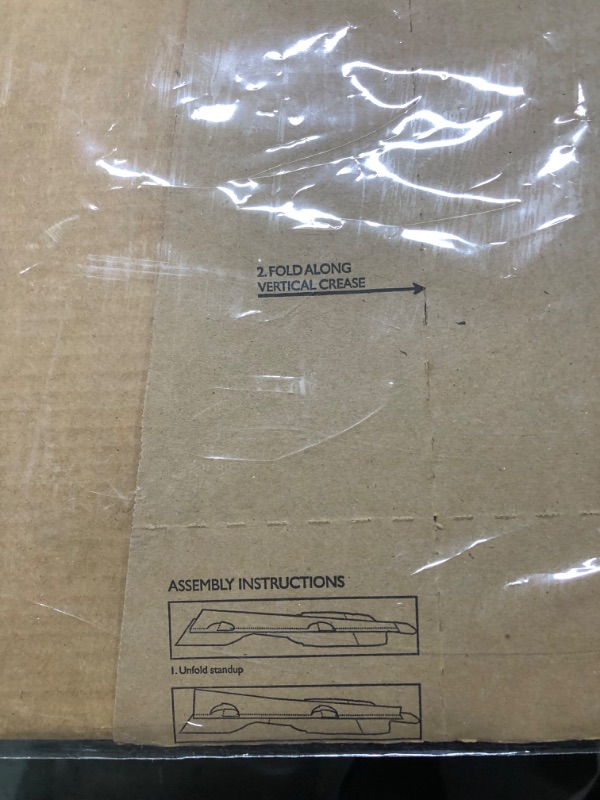 2. FOLD ALONG
VERTICAL CREASE
ASSEMBLY INSTRUCTIONS
1. Unfold standup